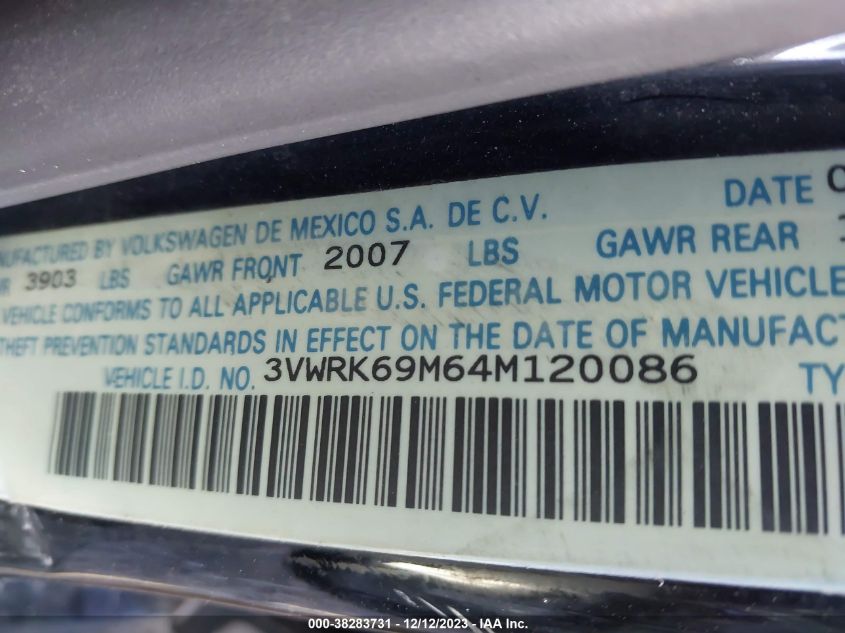 MANUFACTURED BY VOLKSWAGEN DE MEXICO S.A. DE C.V. DATE
3903 LBS GAWR FRONT 2007 LBS GAWR REAR
VEHICLE CONFORMS TO ALL APPLICABLE U.S. FEDERAL MOTOR VEHICLE
THEFT PREVENTION STANDARDS IN EFFECT ON THE DATE OF MANUFACT
VEHICLE I.D. NO. 3VWRK69M64M120086 TY
000-38283731 - 12/12/2023 - IAA Inc.